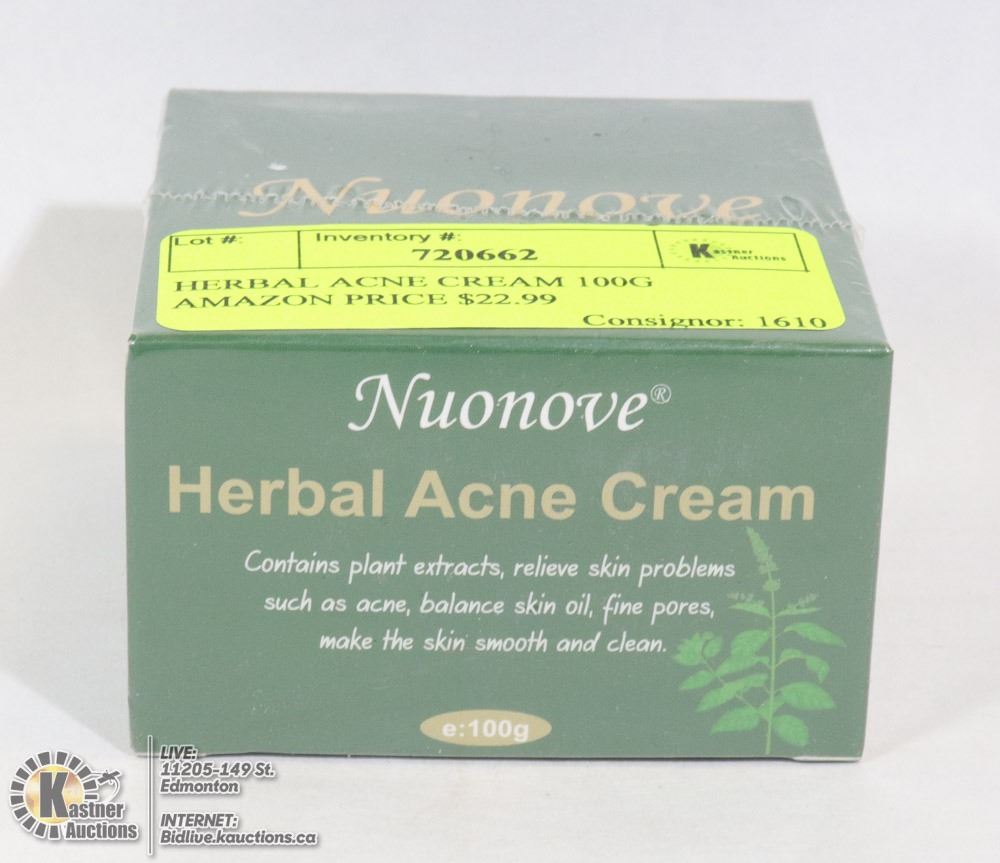 Nuonove
Lot #:
Inventory #:
720662
Kastner
Auctions
HERBAL ACNE CREAM 100G
AMAZON PRICE $22.99
Consignor: 1610
Nuonove®
Herbal Acne Cream
Contains plant extracts, relieve skin problems
such as acne, balance skin oil, fine pores,
make the skin smooth and clean.
e:100g
Kastner
Auctions
LIVE:
11205-149 St.
Edmonton
INTERNET:
Bidlive.kauctions.ca